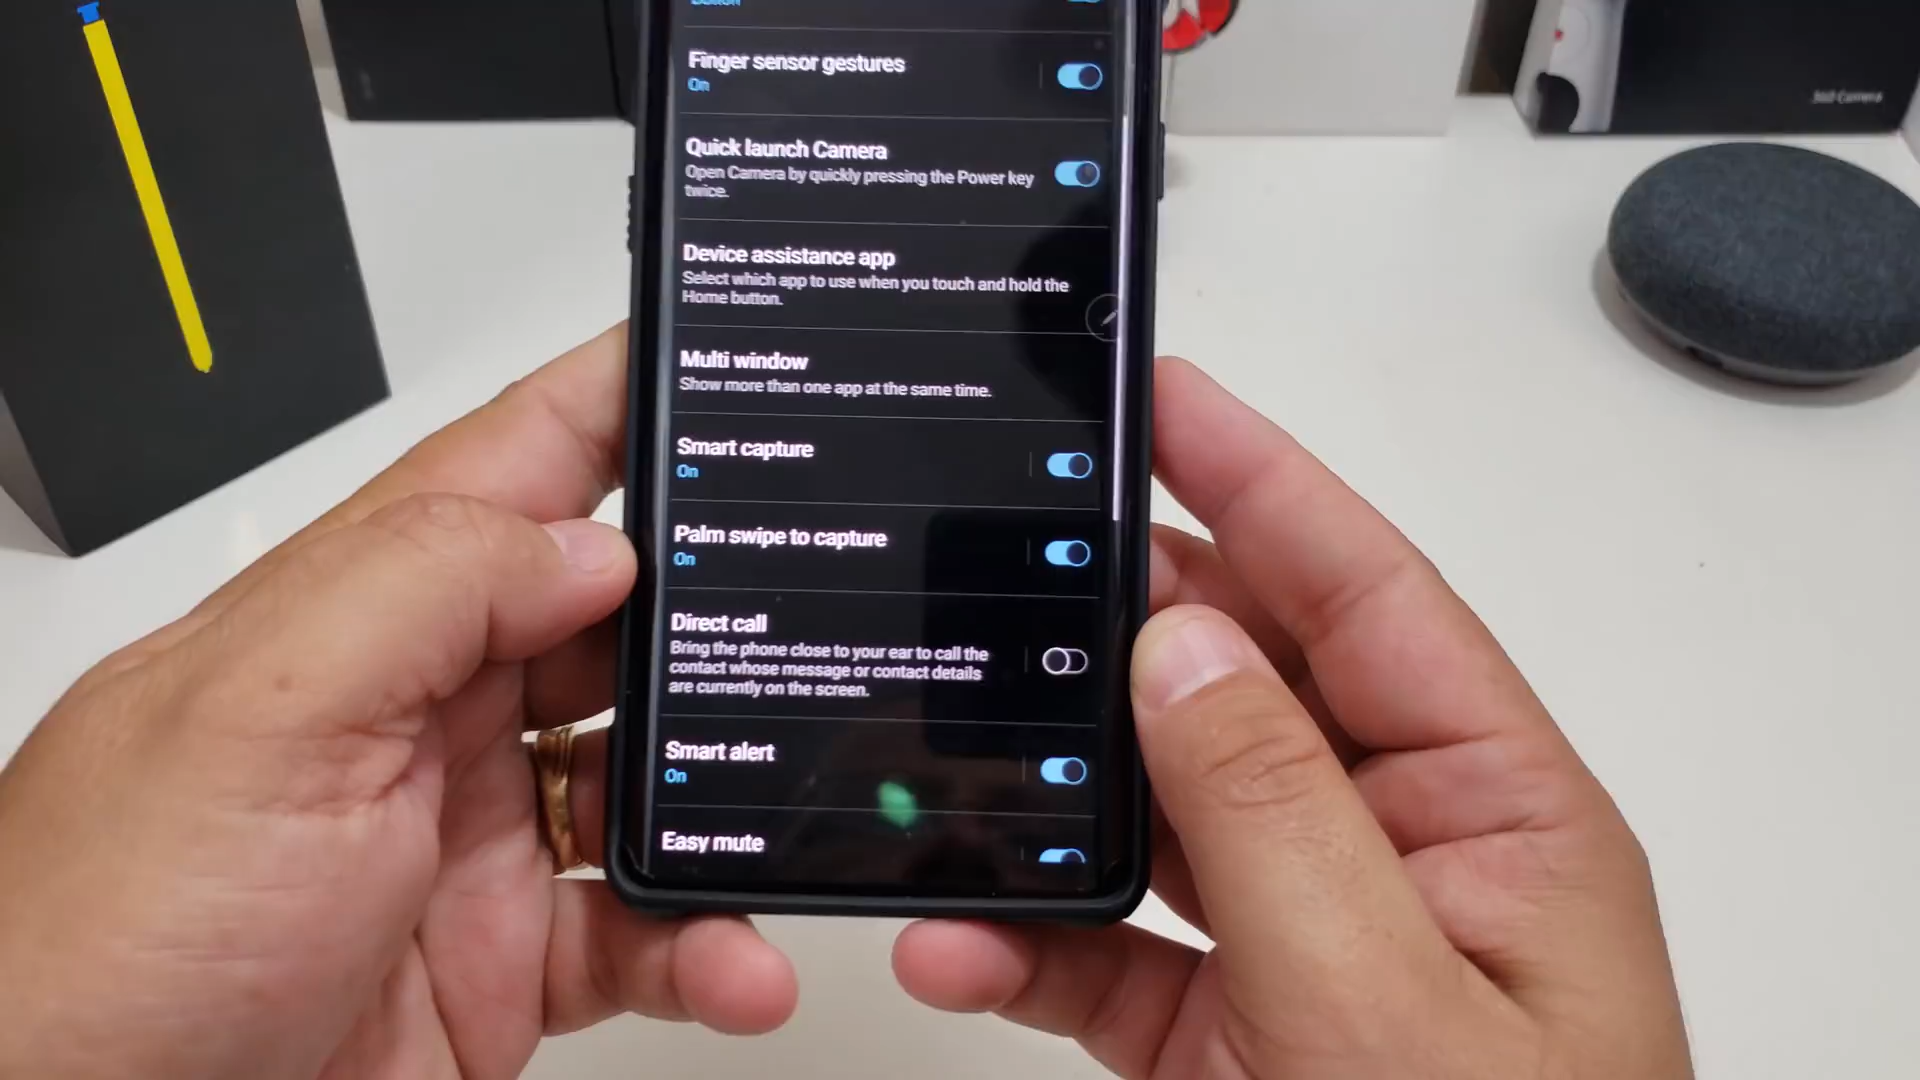 Button
Finger sensor gestures
On
Quick launch Camera
Open Camera by quickly pressing the Power key
twice.
Device assistance app
Select which app to use when you touch and hold the
Home button.
Multi window
Show more than one app at the same time.
Smart capture
On
Palm swipe to capture
On
Direct call
Bring the phone close to your ear to call the
contact whose message or contact details
are currently on the screen.
Smart alert
On
Easy mute
360 Camera